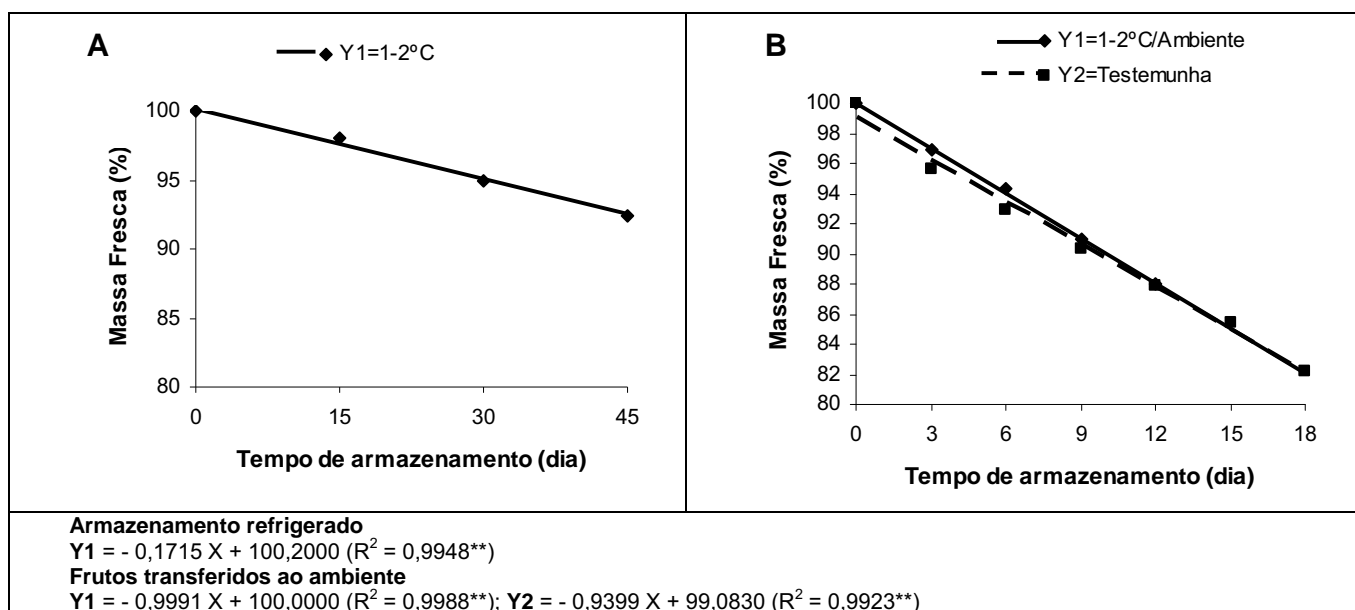 A
Y1=1-2ºC
Massa Fresca (%)
100
95
90
85
80
0 15 30 45
Tempo de armazenamento (dia)
B
Y1=1-2ºC/Ambiente
Y2=Testemunha
Massa Fresca (%)
100
98
96
94
92
90
88
86
84
82
80
0 3 6 9 12 15 18
Tempo de armazenamento (dia)
Armazenamento refrigerado
Y1 = - 0,1715 X + 100,2000 (R² = 0,9948**)
Frutos transferidos ao ambiente
Y1 = - 0,9991 X + 100,0000 (R² = 0,9988**); Y2 = - 0,9399 X + 99,0830 (R² = 0,9923**)